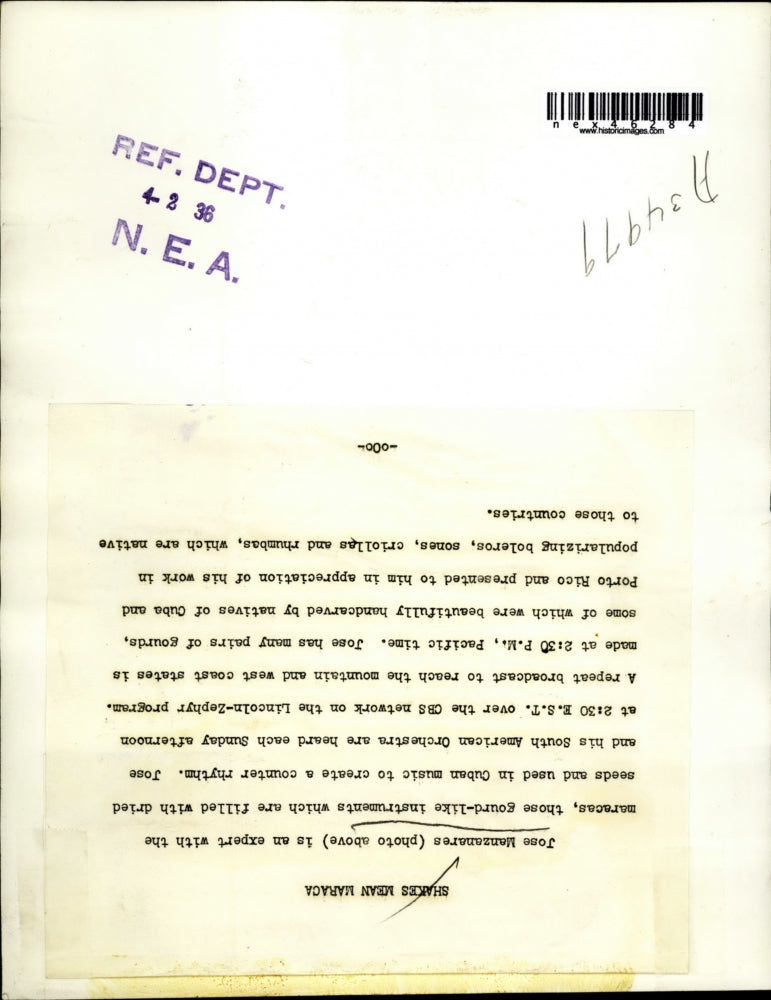 nex46284
www.historicimages.com
REF. DEPT.
4-2 36
N. E. A.
A34979
SHAKES MEAN MARACA
Jose Manzanares (photo above) is an expert with the
maracas, those gourd-like instruments which are filled with dried
seeds and used in Cuban music to create a counter rhythm. Jose
and his South American Orchestra are heard each Sunday afternoon
at 2:30 E.S.T. over the CBS network on the Lincoln-Zephyr program.
A repeat broadcast to reach the mountain and west coast states is
made at 2:30 P.M., Pacific time. Jose has many pairs of gourds,
some of which were beautifully handcarved by natives of Cuba and
Porto Rico and presented to him in appreciation of his work in
popularizing boleros, sones, criollas and rhumbas, which are native
to those countries.
-oOo-